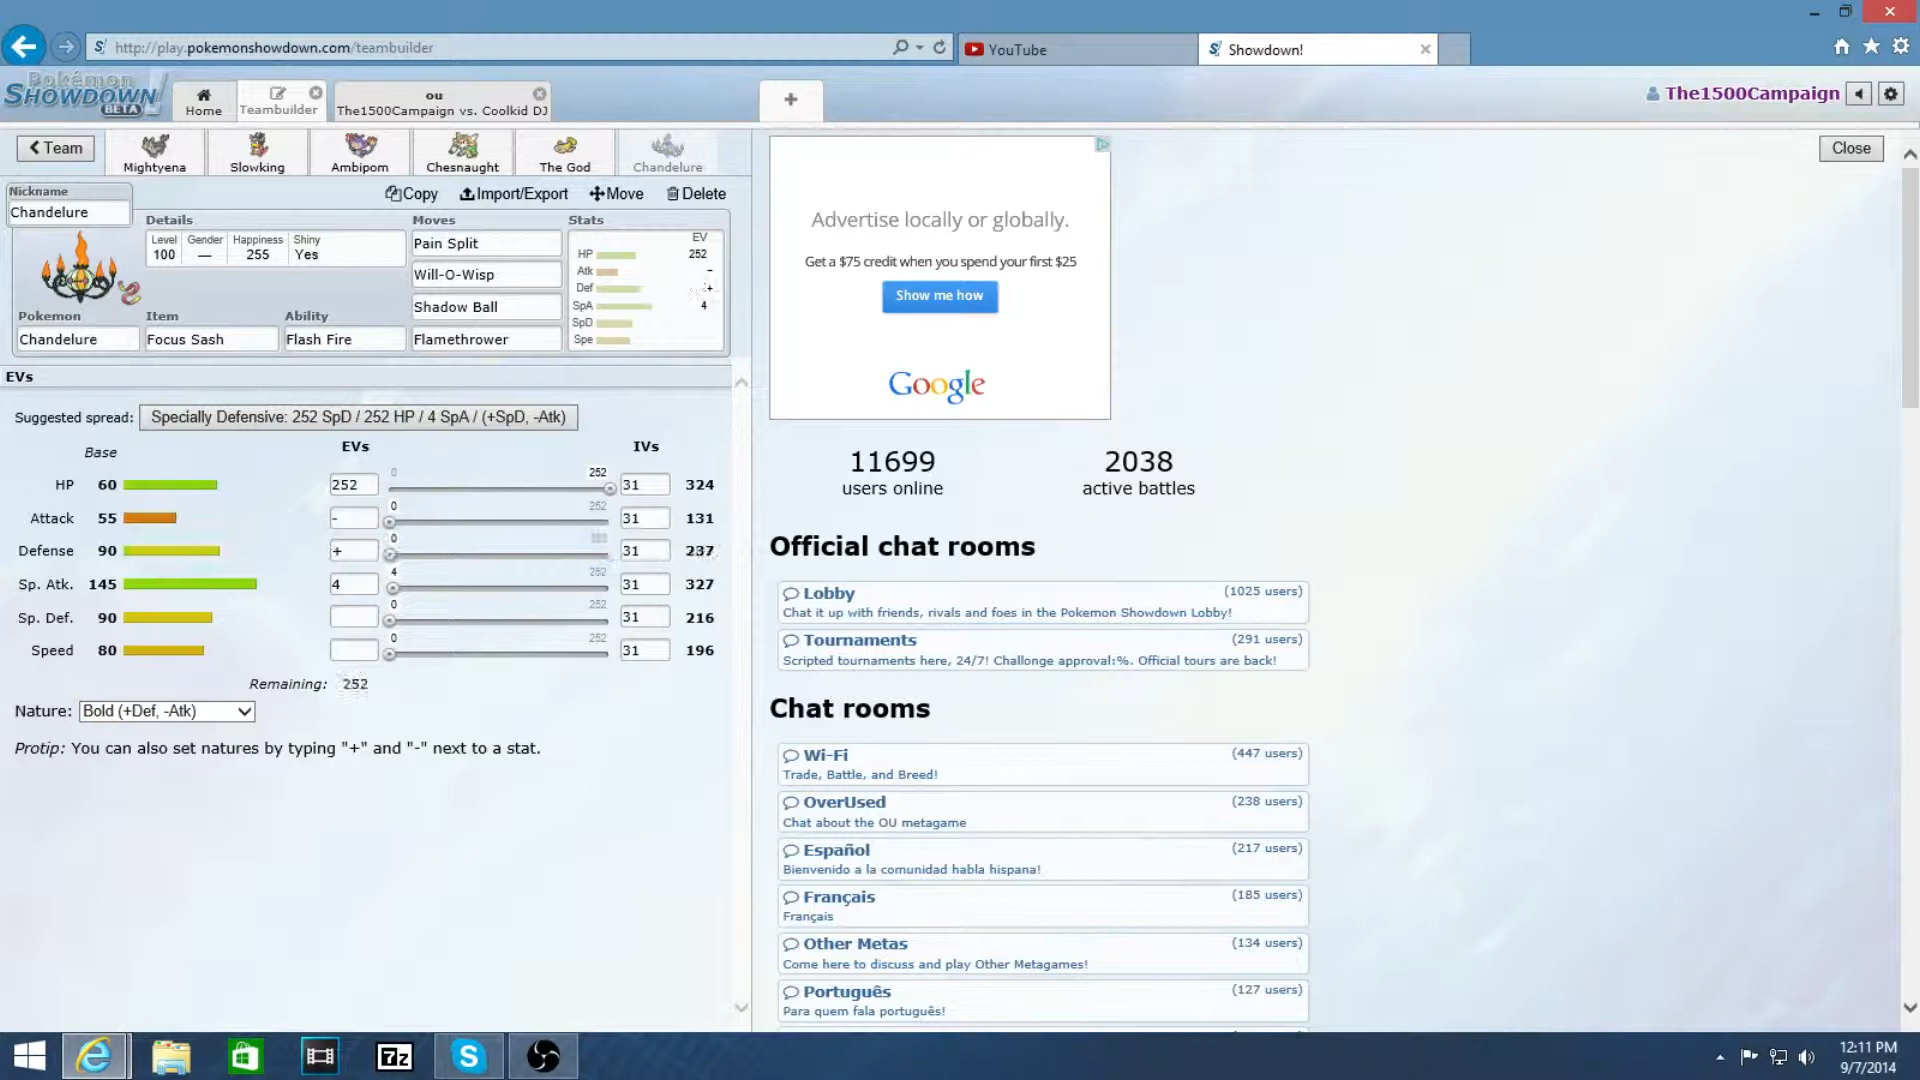 http://play.pokemonshowdown.com/teambuilder
YouTube
Showdown!
Pokémon
SHOWDOWN
BETA
Home
Teambuilder
ou
The1500Campaign vs. Coolkid DJ
+
The1500Campaign
Team
Mightyena
Slowking
Ambipom
Chesnaught
The God
Chandelure
Close
Nickname
Chandelure
Copy
Import/Export
Move
Delete
Details
Level Gender Happiness Shiny
100 — 255 Yes
Pokemon
Chandelure
Item
Focus Sash
Ability
Flash Fire
Moves
Pain Split
Will-O-Wisp
Shadow Ball
Flamethrower
Stats
EV
HP 252
Atk -
Def +
SpA 4
SpD
Spe
EVs
Suggested spread: Specially Defensive: 252 SpD / 252 HP / 4 SpA / (+SpD, -Atk)
Base EVs IVs
HP 60 252 0 252 31 324
Attack 55 - 0 252 31 131
Defense 90 + 0 31 237
Sp. Atk. 145 4 4 252 31 327
Sp. Def. 90 0 252 31 216
Speed 80 0 252 31 196
Remaining: 252
Nature: Bold (+Def, -Atk)
Protip: You can also set natures by typing "+" and "-" next to a stat.
Advertise locally or globally.
Get a $75 credit when you spend your first $25
Show me how
Google
11699 2038
users online active battles
Official chat rooms
Lobby (1025 users)
Chat it up with friends, rivals and foes in the Pokemon Showdown Lobby!
Tournaments (291 users)
Scripted tournaments here, 24/7! Challonge approval:%. Official tours are back!
Chat rooms
Wi-Fi (447 users)
Trade, Battle, and Breed!
OverUsed (238 users)
Chat about the OU metagame
Español (217 users)
Bienvenido a la comunidad habla hispana!
Français (185 users)
Français
Other Metas (134 users)
Come here to discuss and play Other Metagames!
Português (127 users)
Para quem fala português!
7z
12:11 PM
9/7/2014